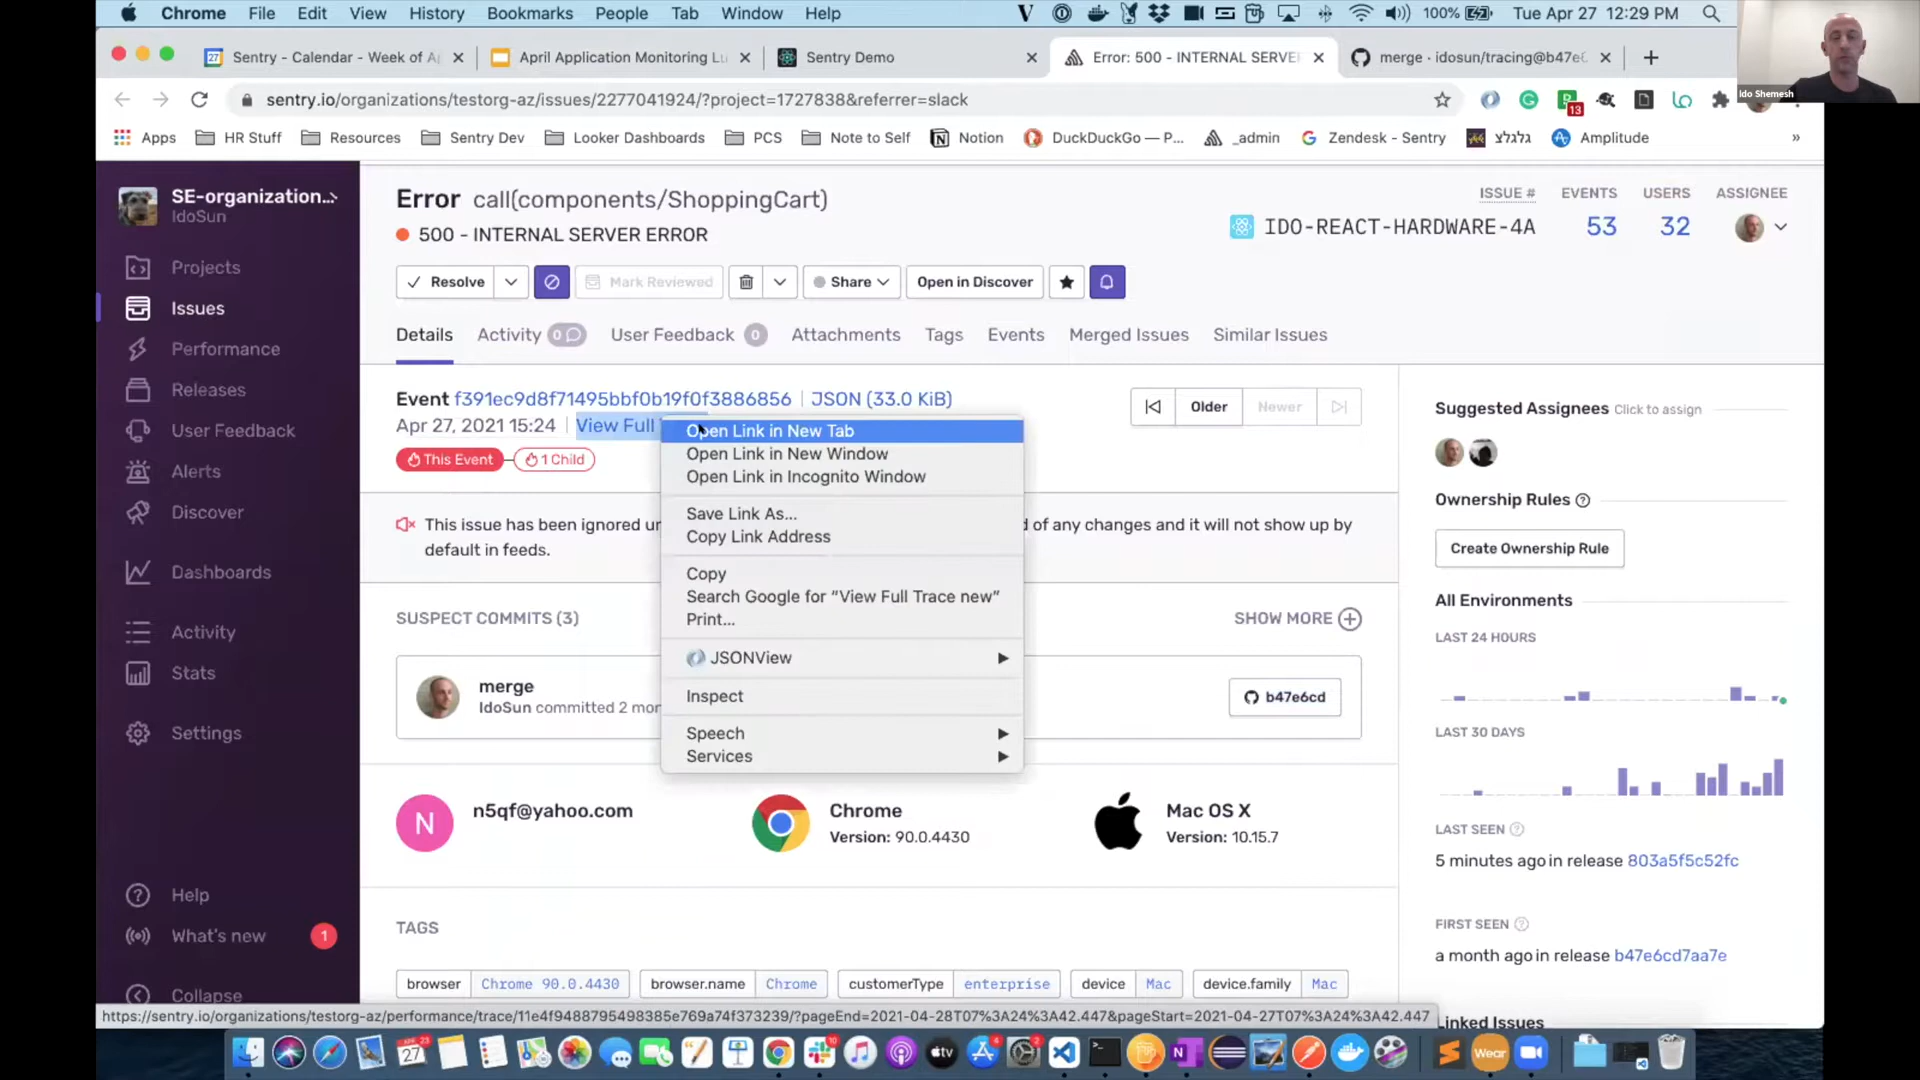 Chrome File Edit View History Bookmarks People Tab Window Help 100% Tue Apr 27 12:29 PM
Sentry - Calendar - Week of A
April Application Monitoring Lu
Sentry Demo
Error: 500 - INTERNAL SERVE
merge · idosun/tracing@b47e6
Ido Shemesh
sentry.io/organizations/testorg-az/issues/2277041924/?project=1727838&referrer=slack
13
Apps HR Stuff Resources Sentry Dev Looker Dashboards PCS Note to Self Notion DuckDuckGo — P... _admin Zendesk - Sentry גלגלצ Amplitude »
SE-organization...
IdoSun
Projects
Issues
Performance
Releases
User Feedback
Alerts
Discover
Dashboards
Activity
Stats
Settings
Help
What's new 1
Collapse
Error call(components/ShoppingCart)
500 - INTERNAL SERVER ERROR
ISSUE # EVENTS USERS ASSIGNEE
IDO-REACT-HARDWARE-4A 53 32
Resolve Mark Reviewed Share Open in Discover
Details Activity 0 User Feedback 0 Attachments Tags Events Merged Issues Similar Issues
Event f391ec9d8f71495bbf0b19f0f3886856 JSON (33.0 KiB)
Apr 27, 2021 15:24 View Full
This Event 1 Child
Older Newer
This issue has been ignored d of any changes and it will not show up by
default in feeds.
Open Link in New Tab
Open Link in New Window
Open Link in Incognito Window
Save Link As...
Copy Link Address
Copy
Search Google for “View Full Trace new”
Print...
JSONView
Inspect
Speech
Services
SUSPECT COMMITS (3) SHOW MORE
merge
IdoSun committed 2 mon
b47e6cd
N
n5qf@yahoo.com
Chrome
Version: 90.0.4430
Mac OS X
Version: 10.15.7
TAGS
browser Chrome 90.0.4430 browser.name Chrome customerType enterprise device Mac device.family Mac
Suggested Assignees Click to assign
Ownership Rules
Create Ownership Rule
All Environments
LAST 24 HOURS
LAST 30 DAYS
LAST SEEN
5 minutes ago in release 803a5f5c52fc
FIRST SEEN
a month ago in release b47e6cd7aa7e
Linked Issues
https://sentry.io/organizations/testorg-az/performance/trace/11e4f9488795498385e769a74f373239/?pageEnd=2021-04-28T07%3A24%3A42.447&pageStart=2021-04-27T07%3A24%3A42.447
27
tv
Wear